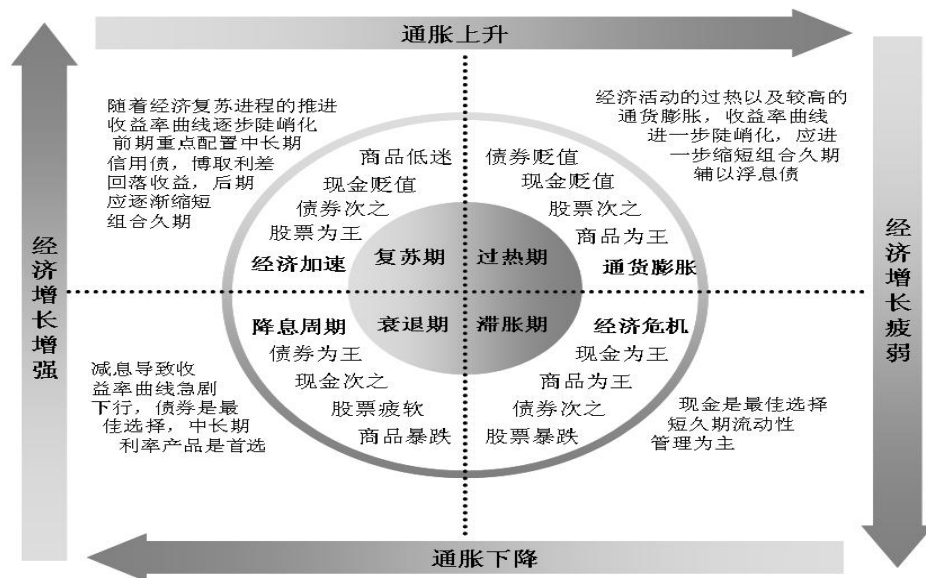 通胀上升
经济增长增强
随着经济复苏进程的推进
收益率曲线逐步陡峭化
前期重点配置中长期
信用债，博取利差
回落收益，后期
应逐渐缩短
组合久期
商品低迷
现金贬值
债券次之
股票为王
经济加速
复苏期
经济活动的过热以及较高的
通货膨胀，收益率曲线
进一步陡峭化，应进
一步缩短组合久期
辅以浮息债
债券贬值
现金贬值
股票次之
商品为王
过热期
通货膨胀
经济增长疲弱
降息周期
衰退期
债券为王
现金次之
股票疲软
商品暴跌
减息导致收
益率曲线急剧
下行，债券是最
佳选择，中长期
利率产品是首选
滞胀期
经济危机
现金为王
商品为王
债券次之
股票暴跌
现金是最佳选择
短久期流动性
管理为主
通胀下降